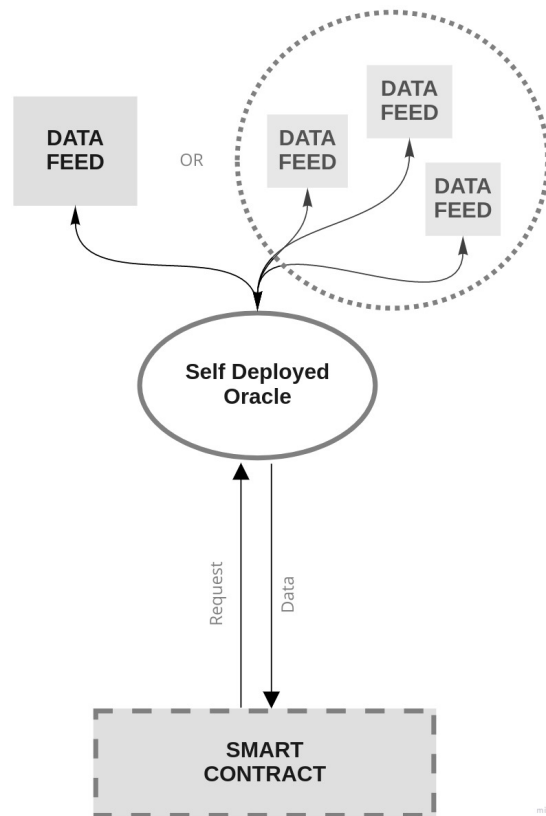 DATA
FEED
OR
DATA
FEED
DATA
FEED
DATA
FEED
Self Deployed
Oracle
Request
Data
SMART
CONTRACT